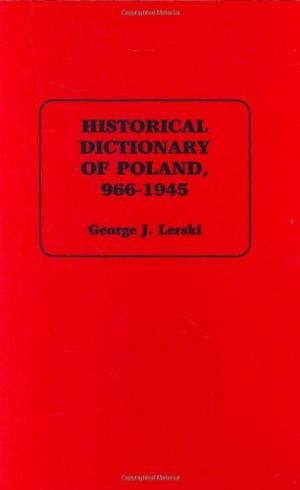 HISTORICAL
DICTIONARY
OF POLAND,
966-1945
George J. Lerski